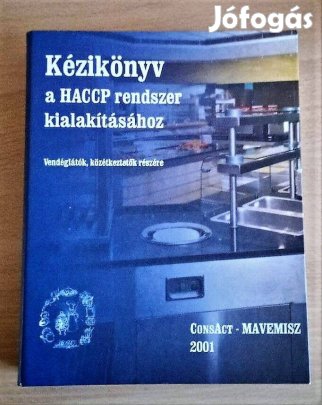 Jófogás
Kézikönyv
a HACCP rendszer
kialakításához
Vendéglátók, közétkeztetők részére
ConsAct - MAVEMISZ
2001